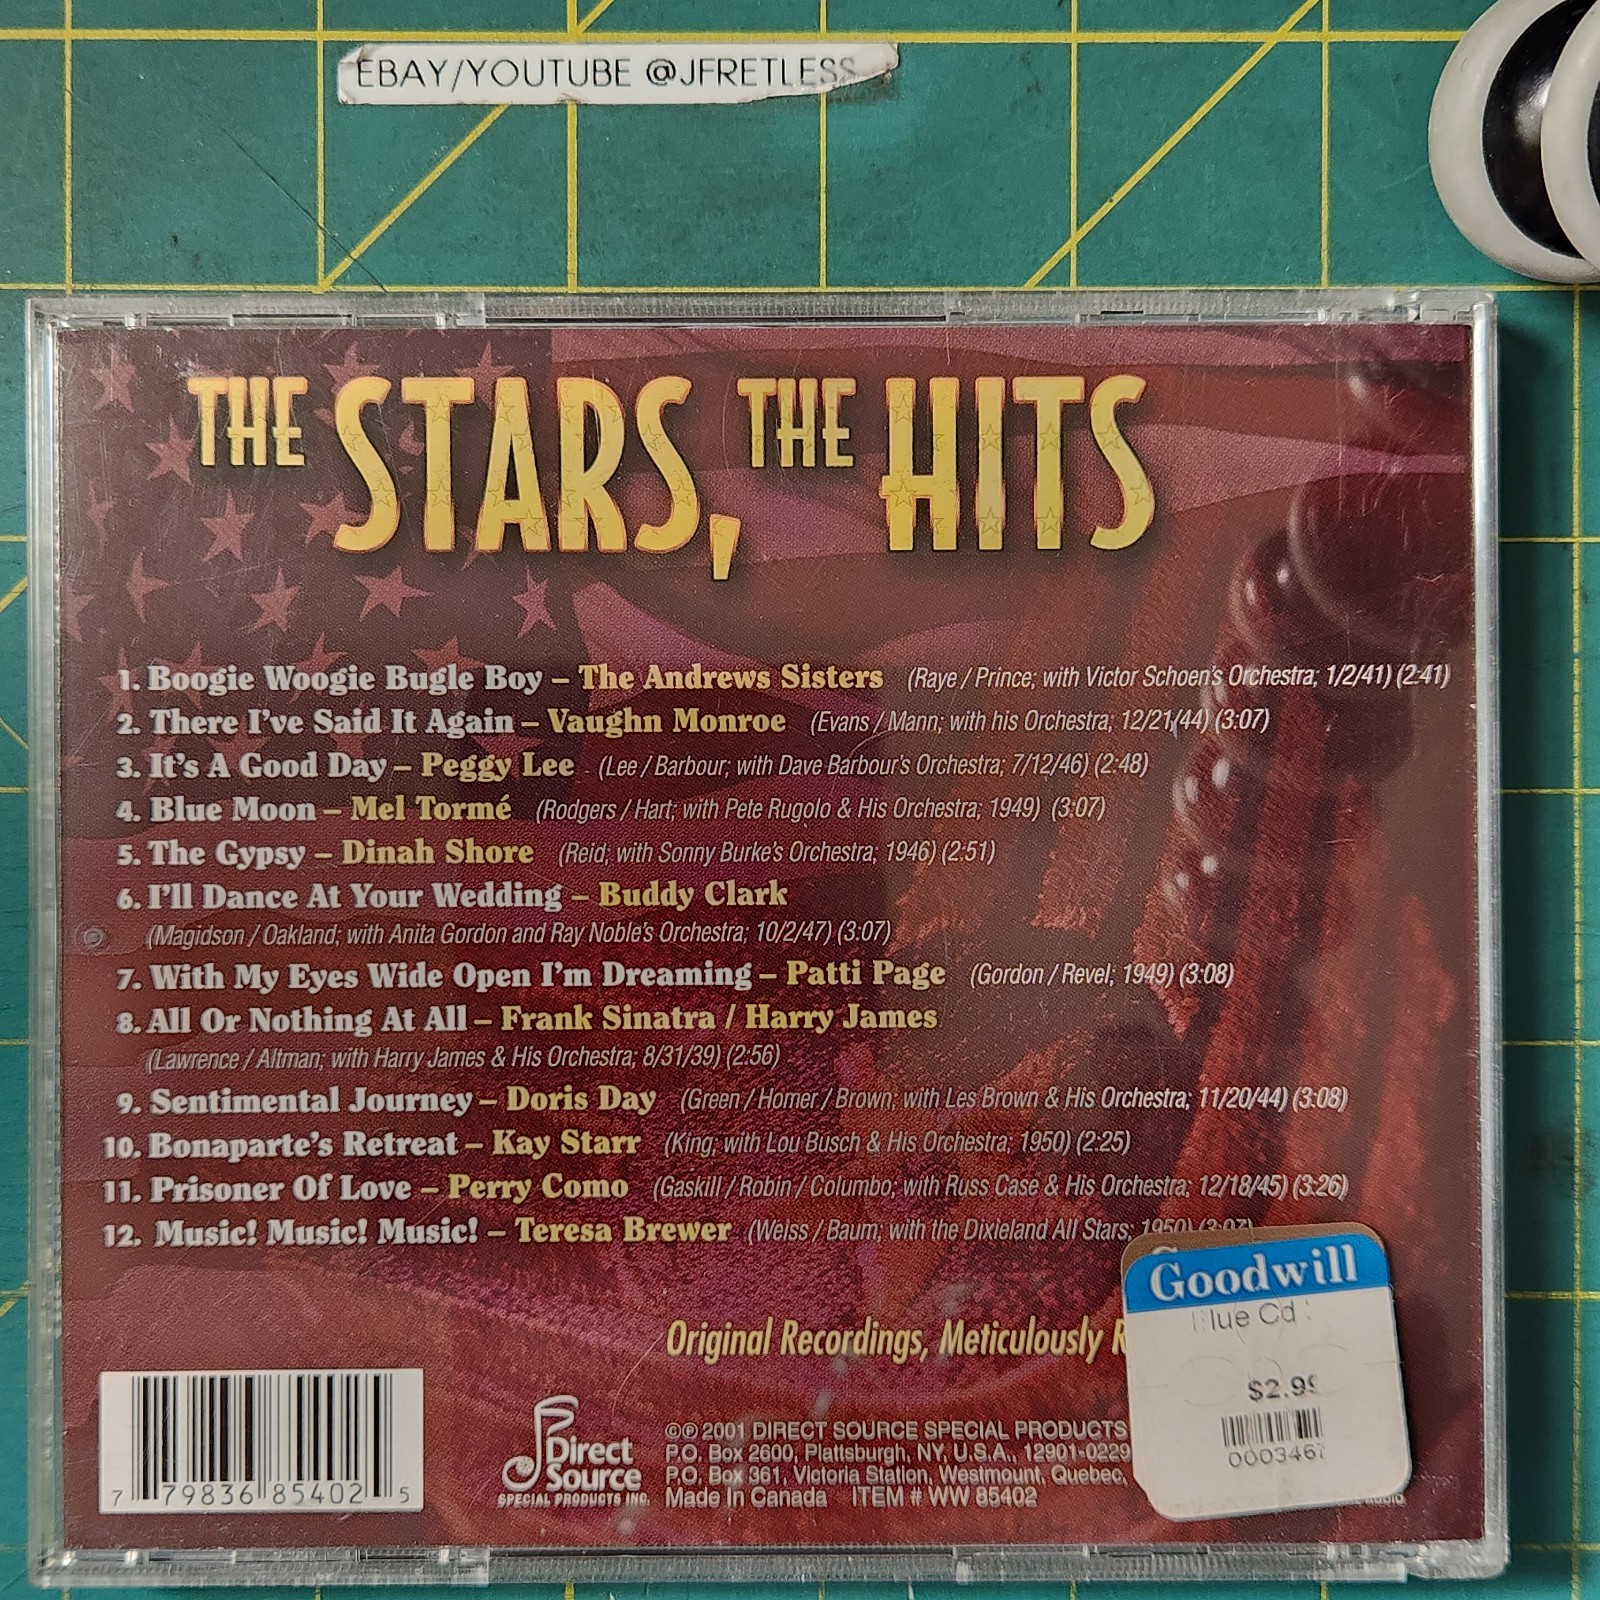 EBAY/YOUTUBE @JFRETLESS
THE STARS, THE HITS
1. Boogie Woogie Bugle Boy – The Andrews Sisters (Raye / Prince; with Victor Schoen's Orchestra; 1/2/41) (2:41)
2. There I've Said It Again – Vaughn Monroe (Evans / Mann; with his Orchestra; 12/21/44) (3:07)
3. It's A Good Day – Peggy Lee (Lee / Barbour; with Dave Barbour's Orchestra; 7/12/46) (2:48)
4. Blue Moon – Mel Tormé (Rodgers / Hart; with Pete Rugolo & His Orchestra; 1949) (3:07)
5. The Gypsy – Dinah Shore (Reid; with Sonny Burke's Orchestra; 1946) (2:51)
6. I'll Dance At Your Wedding – Buddy Clark
(Magidson / Oakland; with Anita Gordon and Ray Noble's Orchestra; 10/2/47) (3:07)
7. With My Eyes Wide Open I'm Dreaming – Patti Page (Gordon / Revel; 1949) (3:08)
8. All Or Nothing At All – Frank Sinatra / Harry James
(Lawrence / Altman; with Harry James & His Orchestra; 8/31/39) (2:56)
9. Sentimental Journey – Doris Day (Green / Homer / Brown; with Les Brown & His Orchestra; 11/20/44) (3:08)
10. Bonaparte's Retreat – Kay Starr (King; with Lou Busch & His Orchestra; 1950) (2:25)
11. Prisoner Of Love – Perry Como (Gaskill / Robin / Columbo; with Russ Case & His Orchestra; 12/18/45) (3:26)
12. Music! Music! Music! – Teresa Brewer (Weiss / Baum; with the Dixieland All Stars; 1950) (3:07)
Goodwill
Blue Cd
$2.99
0003467
Original Recordings, Meticulously
7 79836 85402 5
Direct
Source
SPECIAL PRODUCTS INC.
©℗ 2001 DIRECT SOURCE SPECIAL PRODUCTS
P.O. Box 2600, Plattsburgh, NY, U.S.A., 12901-0229
P.O. Box 361, Victoria Station, Westmount, Quebec,
Made In Canada ITEM # WW 85402